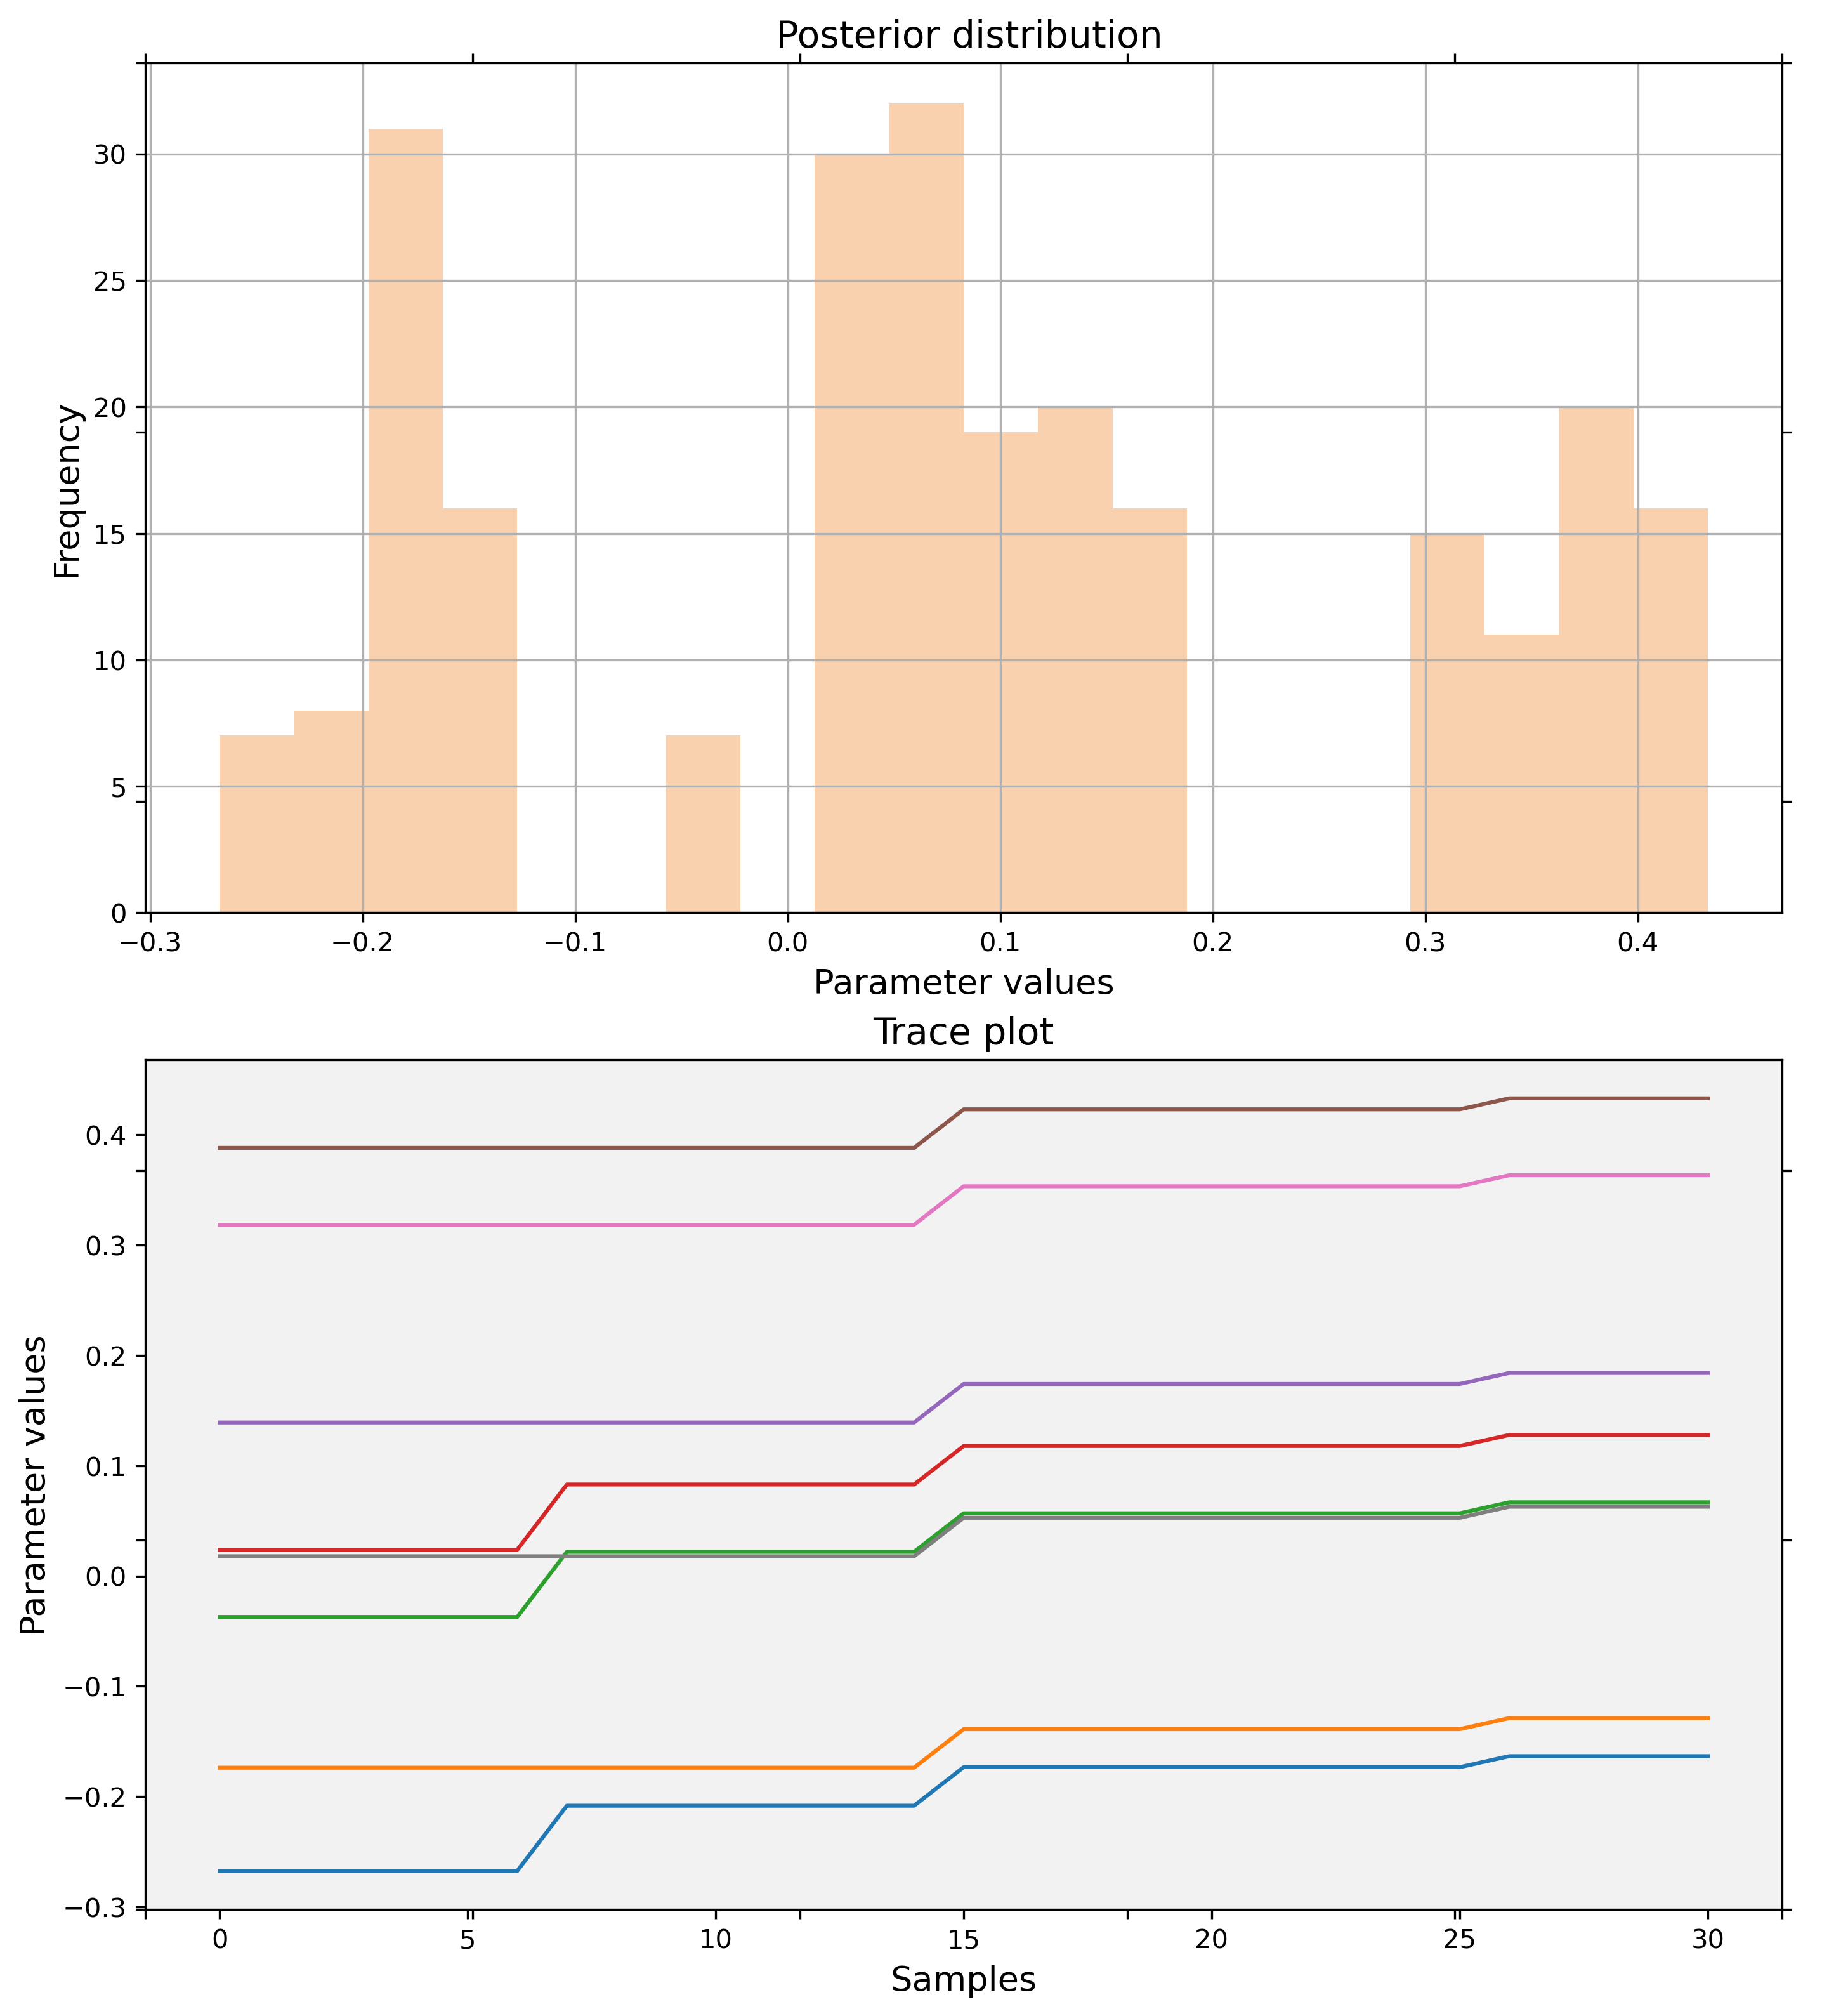 Posterior distribution
Frequency
30
25
20
15
10
5
0
−0.3 −0.2 −0.1 0.0 0.1 0.2 0.3 0.4
Parameter values
Trace plot
Parameter values
0.4
0.3
0.2
0.1
0.0
−0.1
−0.2
−0.3
0 5 10 15 20 25 30
Samples